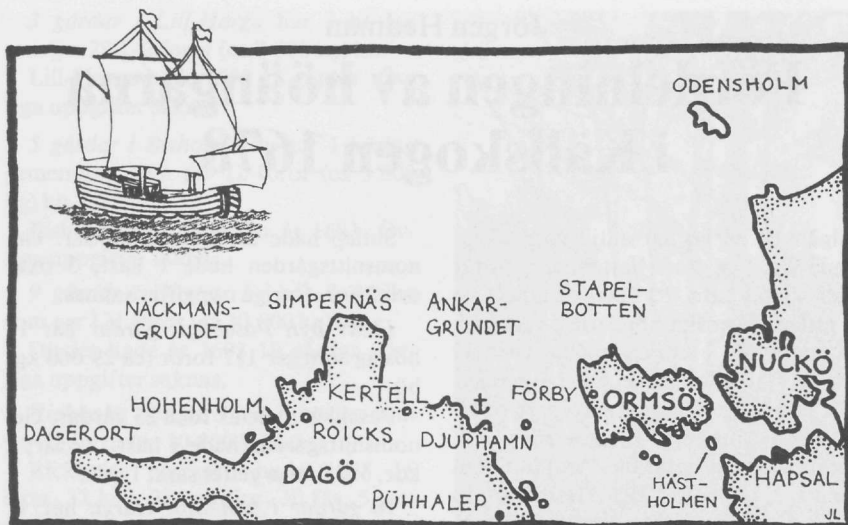 ODENSHOLM
NÄCKMANS-
GRUNDET
SIMPERNÄS
ANKAR-
GRUNDET
STAPEL-
BOTTEN
NUCKÖ
HOHENHOLM
KERTELL
FÖRBY
ORMSÖ
DAGERORT
RÖICKS
DJUPHAMN
DAGÖ
HÄST-
HOLMEN
HAPSAL
PÜHHALEP
JL